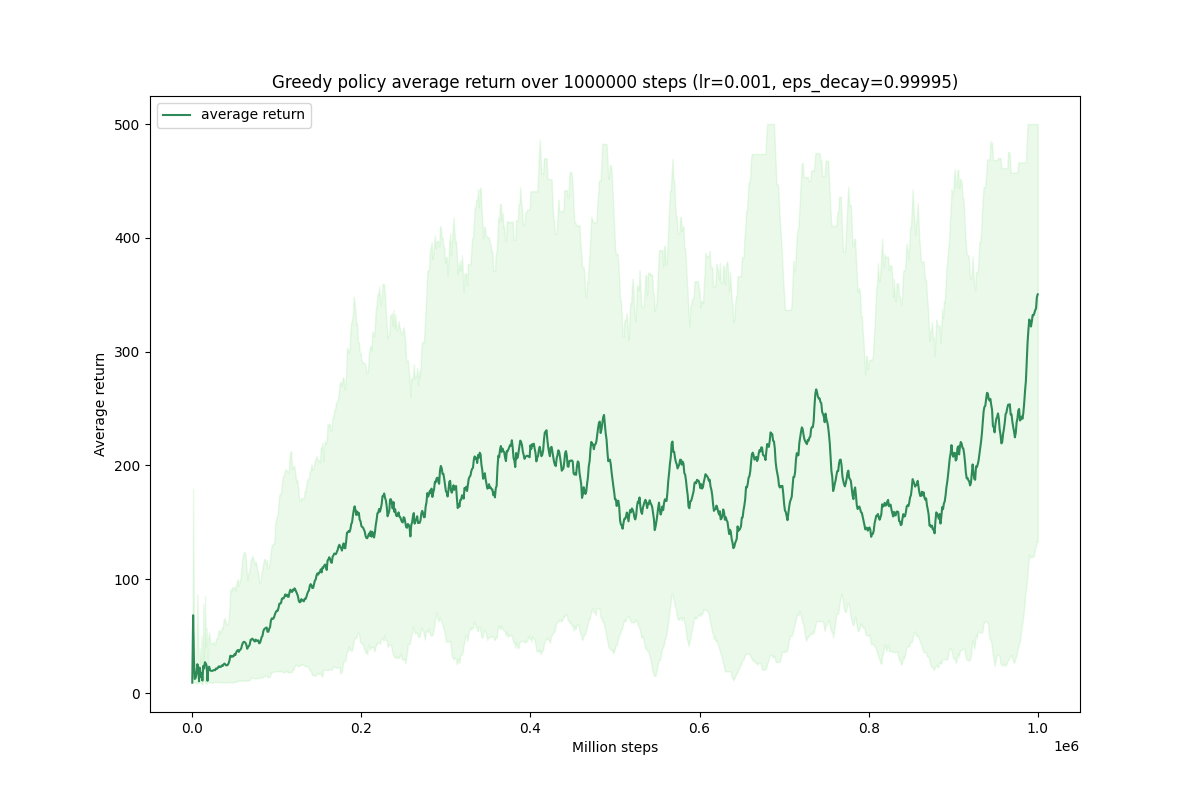 Greedy policy average return over 1000000 steps (lr=0.001, eps_decay=0.99995)
average return
Average return
500
400
300
200
100
0
0.0 0.2 0.4 0.6 0.8 1.0
1e6
Million steps